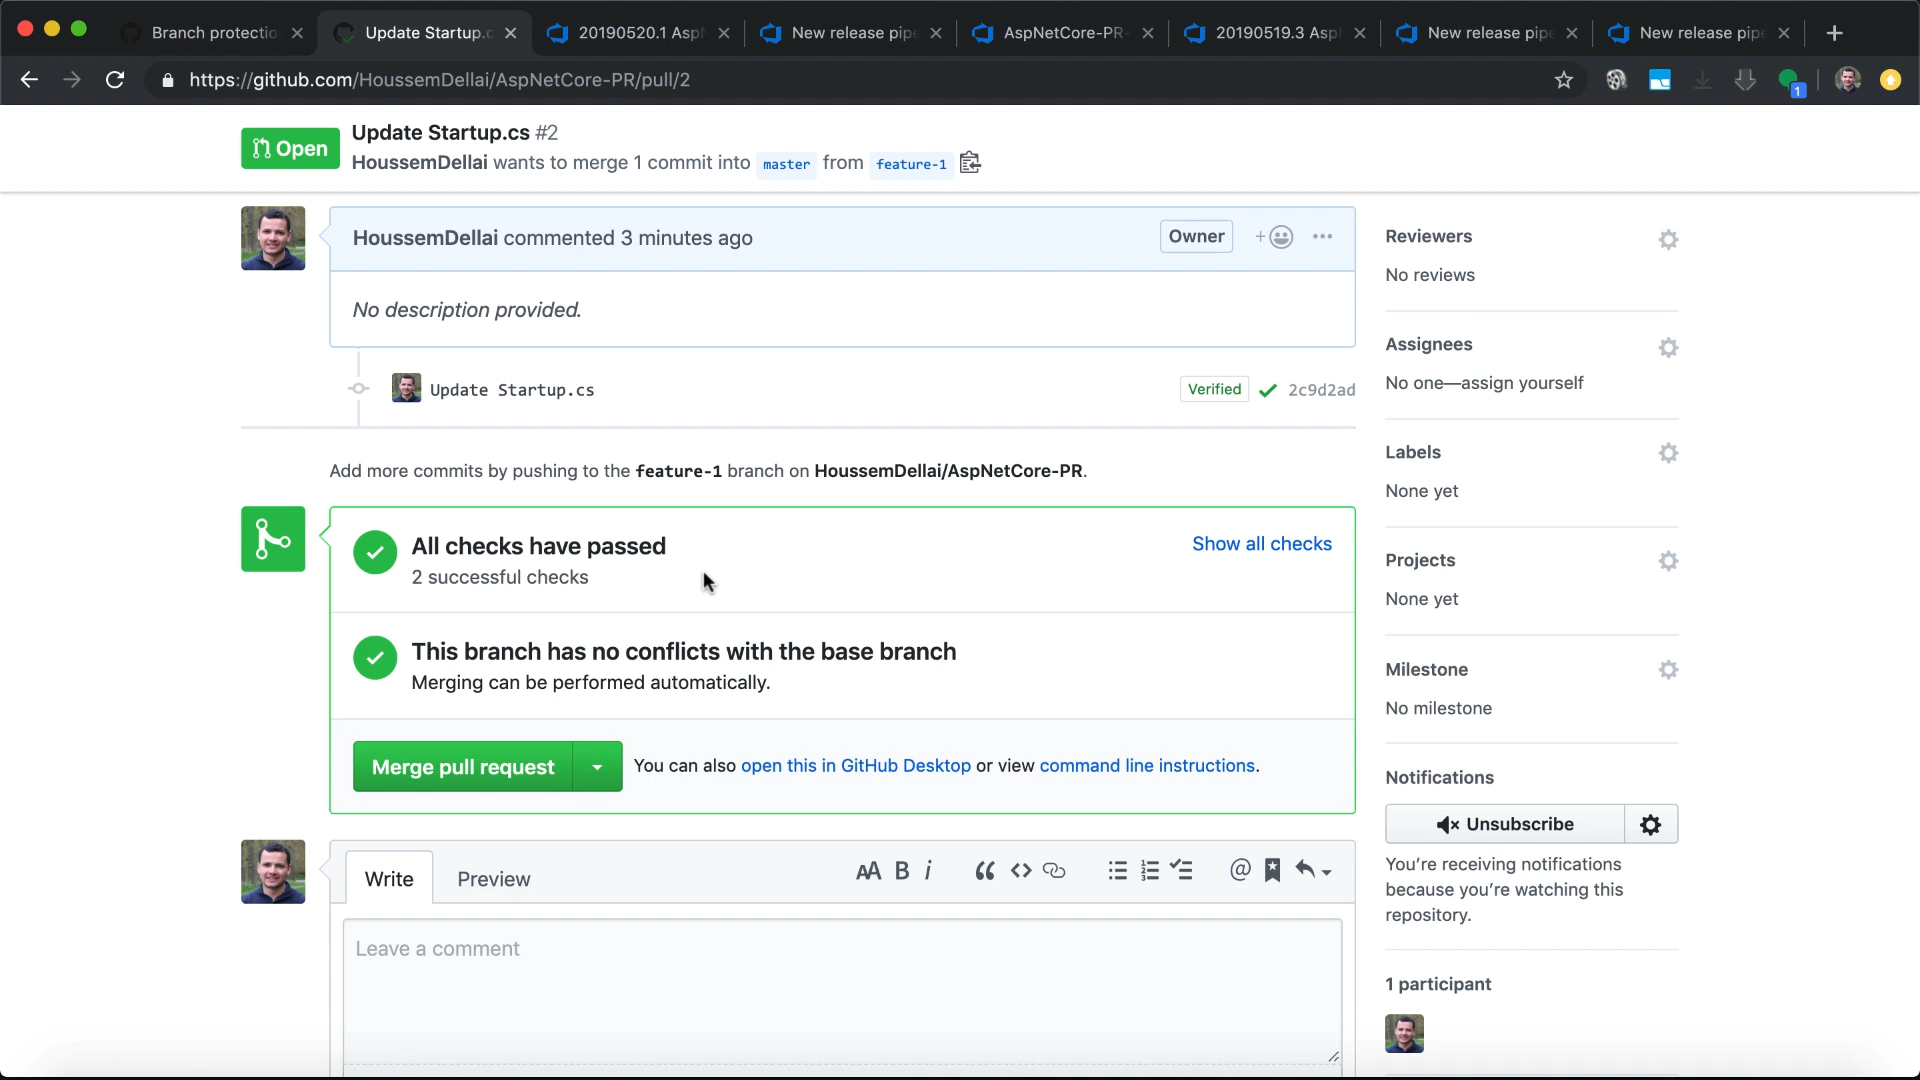 Branch protectio
Update Startup.c
20190520.1 Asp
New release pipe
AspNetCore-PR-
20190519.3 Aspl
New release pipe
New release pipe
https://github.com/HoussemDellai/AspNetCore-PR/pull/2
1
Open
Update Startup.cs #2
HoussemDellai wants to merge 1 commit into master from feature-1
HoussemDellai commented 3 minutes ago
Owner
No description provided.
Update Startup.cs
Verified
2c9d2ad
Add more commits by pushing to the feature-1 branch on HoussemDellai/AspNetCore-PR.
All checks have passed
2 successful checks
Show all checks
This branch has no conflicts with the base branch
Merging can be performed automatically.
Merge pull request
You can also open this in GitHub Desktop or view command line instructions.
Write
Preview
Leave a comment
Reviewers
No reviews
Assignees
No one—assign yourself
Labels
None yet
Projects
None yet
Milestone
No milestone
Notifications
Unsubscribe
You're receiving notifications
because you're watching this
repository.
1 participant